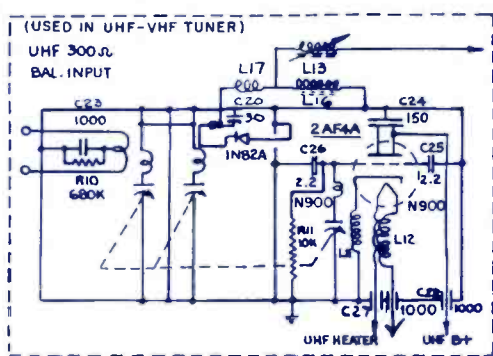 (USED IN UHF-VHF TUNER)
UHF 300Ω
BAL. INPUT
L17
L13
L16
C23
1000
C20
30
C24
150
2AF4A
1N82A
C26
C25
2.2
2.2
R10
680K
N900
N900
R11
10K
L12
C27
1000
C28
1000
UHF HEATER
UHF B+